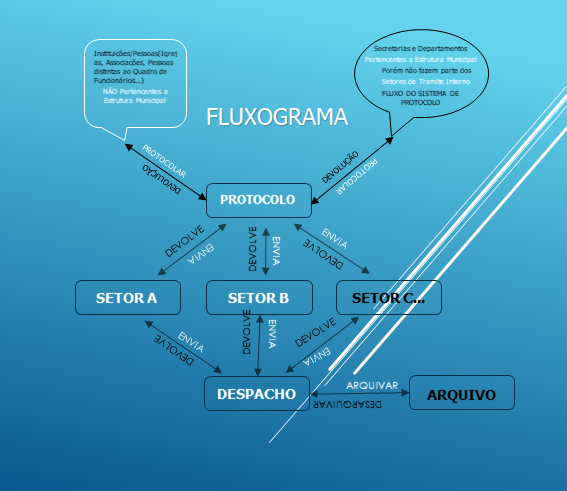 Instituições/Pessoas(Igrej
as, Associações, Pessoas
distintas ao Quadro de
Funcionários...)
NÃO Pertencentes a
Estrutura Municipal
Secretarias e Departamentos
Pertencentes a Estrutura Municipal
Porém não fazem parte dos
Setores de Tramite Interno
FLUXO DO SISTEMA DE
PROTOCOLO
FLUXOGRAMA
PROTOCOLAR
DEVOLUÇÃO
DEVOLUÇÃO
PROTOCOLAR
PROTOCOLO
DEVOLVE
ENVIA
DEVOLVE
ENVIA
ENVIA
DEVOLVE
SETOR A
SETOR B
SETOR C...
ENVIA
DEVOLVE
DEVOLVE
ENVIA
DEVOLVE
ENVIA
DESPACHO
ARQUIVAR
DESARQUIVAR
ARQUIVO